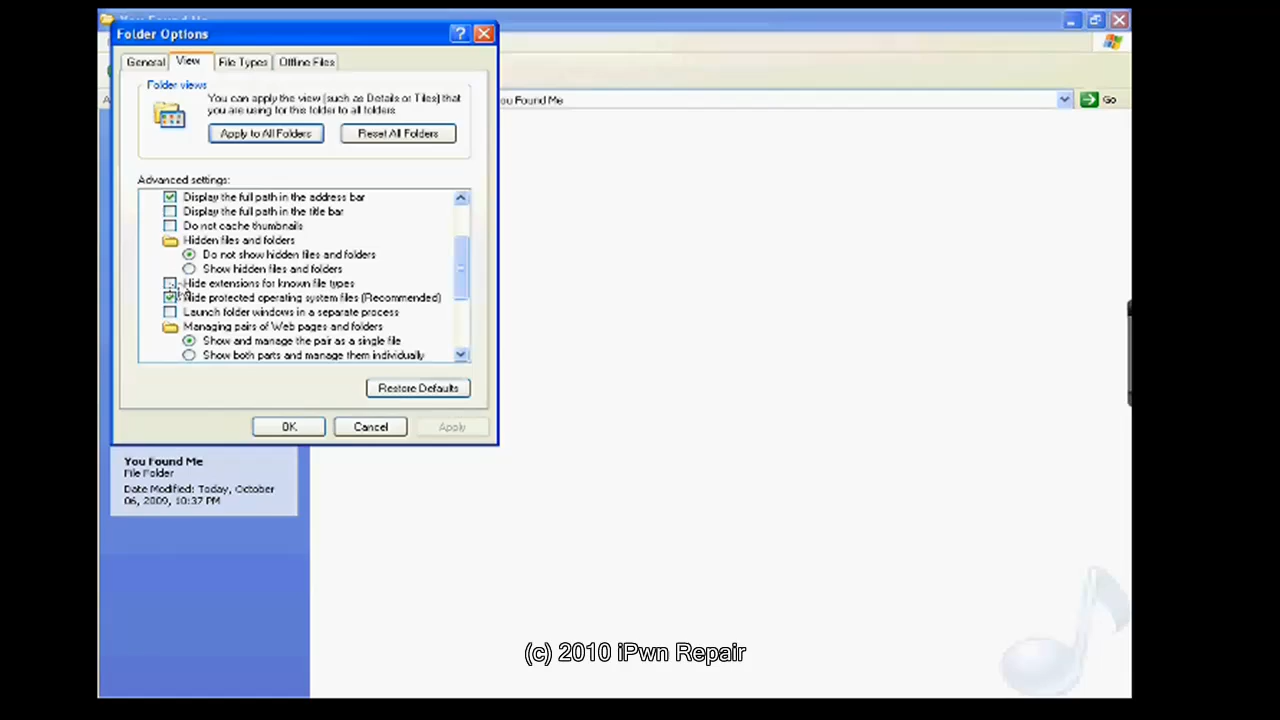 You Found Me
Folder Options
General View File Types Offline Files
Folder views
You can apply the view (such as Details or Tiles) that
you are using for this folder to all folders.
Apply to All Folders Reset All Folders
ou Found Me
Go
Advanced settings:
Display the full path in the address bar
Display the full path in the title bar
Do not cache thumbnails
Hidden files and folders
Do not show hidden files and folders
Show hidden files and folders
Hide extensions for known file types
Hide protected operating system files (Recommended)
Launch folder windows in a separate process
Managing pairs of Web pages and folders
Show and manage the pair as a single file
Show both parts and manage them individually
Restore Defaults
OK Cancel Apply
You Found Me
File Folder
Date Modified: Today, October
06, 2009, 10:37 PM
(c) 2010 iPwn Repair